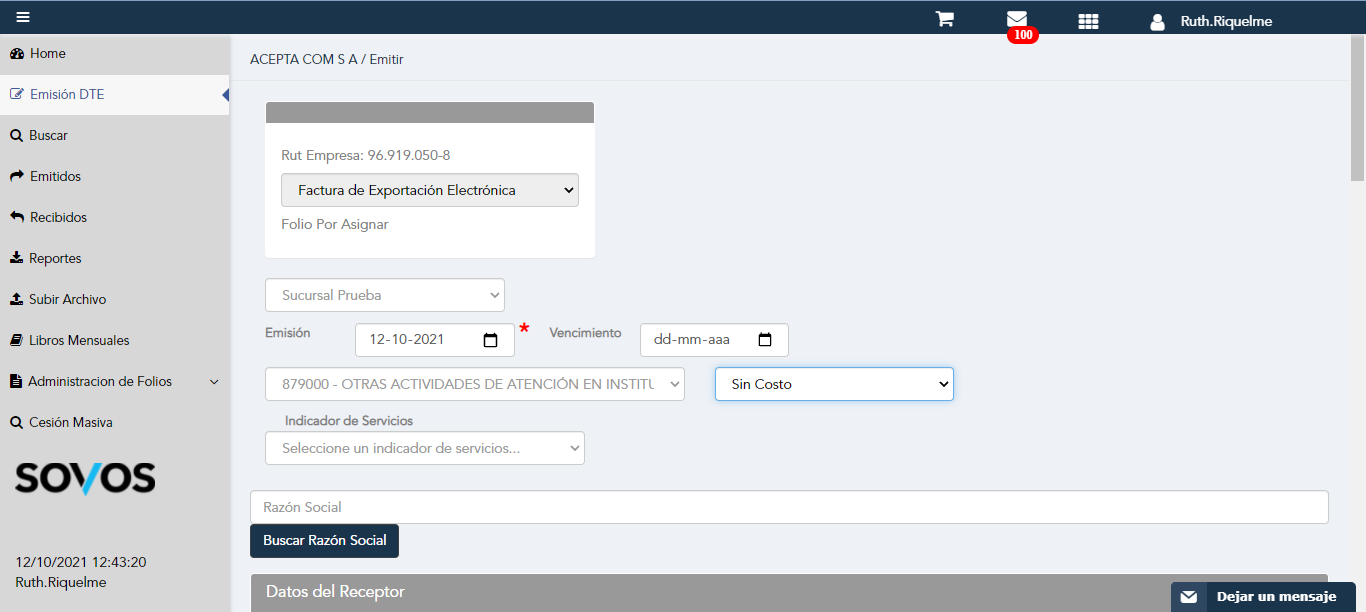 100
Ruth.Riquelme
Home
Emisión DTE
Buscar
Emitidos
Recibidos
Reportes
Subir Archivo
Libros Mensuales
Administracion de Folios
Cesión Masiva
SOVOS
12/10/2021 12:43:20
Ruth.Riquelme
ACEPTA COM S A / Emitir
Rut Empresa: 96.919.050-8
Factura de Exportación Electrónica
Folio Por Asignar
Sucursal Prueba
Emisión 12-10-2021 * Vencimiento dd-mm-aaa
879000 - OTRAS ACTIVIDADES DE ATENCIÓN EN INSTITU Sin Costo
Indicador de Servicios
Seleccione un indicador de servicios...
Razón Social
Buscar Razón Social
Datos del Receptor
Dejar un mensaje